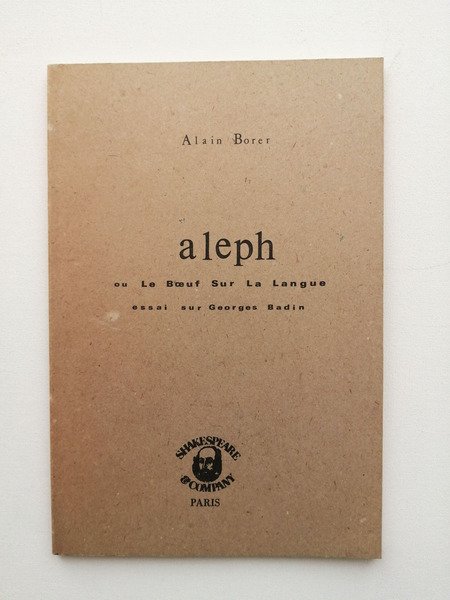 Alain Borer
aleph
ou Le Bœuf Sur La Langue
essai sur Georges Badin
SHAKESPEARE
& COMPANY
PARIS